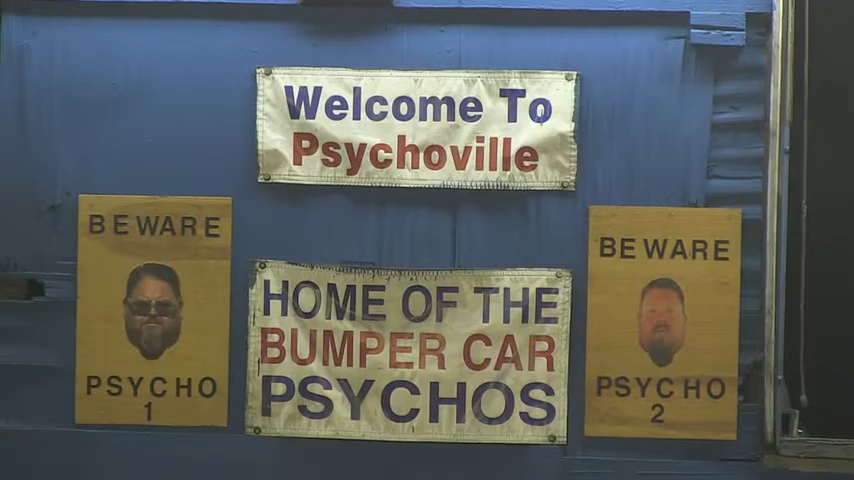 Welcome To
Psychoville
BEWARE
PSYCHO
1
HOME OF THE
BUMPER CAR
PSYCHOS
BEWARE
PSYCHO
2